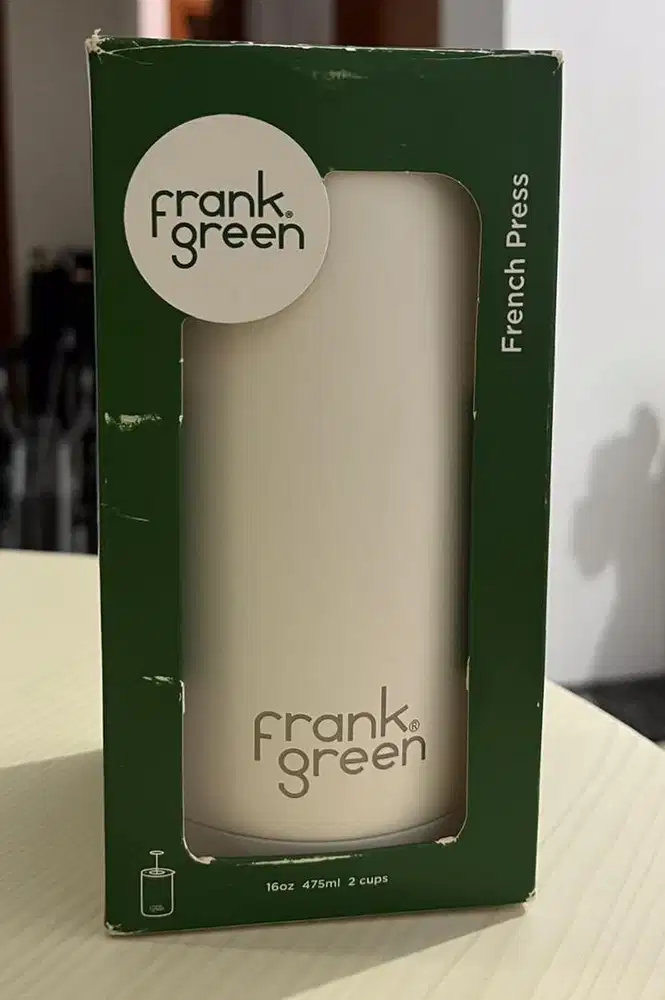 frank®
green
French Press
frank®
green
16oz 475ml 2 cups